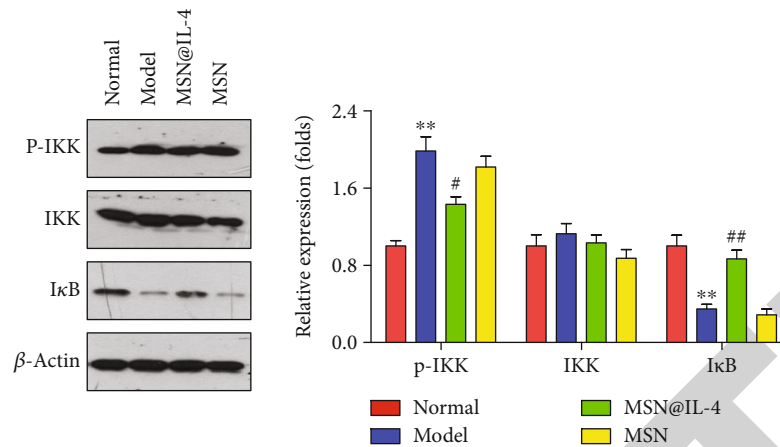 Normal
Model
MSN@IL-4
MSN
P-IKK
IKK
IκB
β-Actin
Relative expression (folds)
2.4
1.6
0.8
0.0
**
#
**
##
p-IKK
IKK
IκB
Normal
Model
MSN@IL-4
MSN